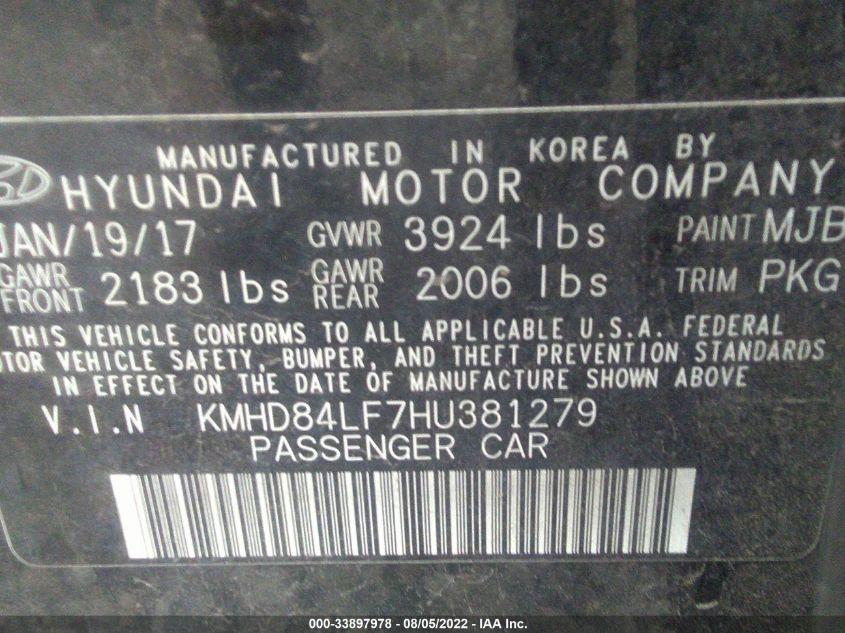 MANUFACTURED IN KOREA BY
HYUNDAI MOTOR COMPANY
JAN/19/17 GVWR 3924 lbs PAINT MJB
GAWR FRONT 2183 lbs GAWR REAR 2006 lbs TRIM PKG
THIS VEHICLE CONFORMS TO ALL APPLICABLE U.S.A. FEDERAL
OTOR VEHICLE SAFETY, BUMPER, AND THEFT PREVENTION STANDARDS
IN EFFECT ON THE DATE OF MANUFACTURE SHOWN ABOVE
V.I.N KMHD84LF7HU381279
PASSENGER CAR
000-33897978 - 08/05/2022 - IAA Inc.